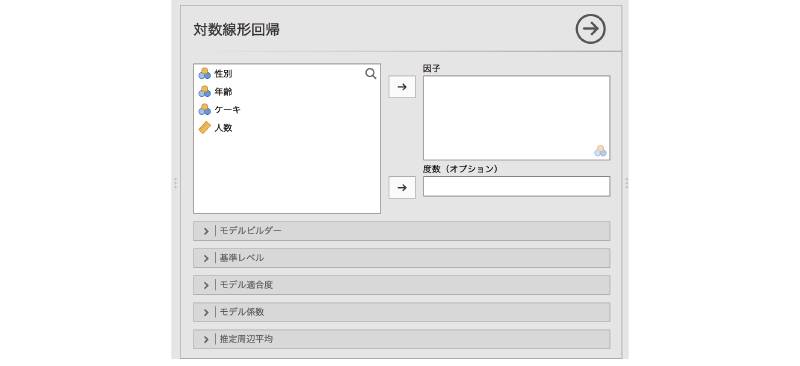 対数線形回帰
性別
年齢
ケーキ
人数
因子
度数（オプション）
モデルビルダー
基準レベル
モデル適合度
モデル係数
推定周辺平均